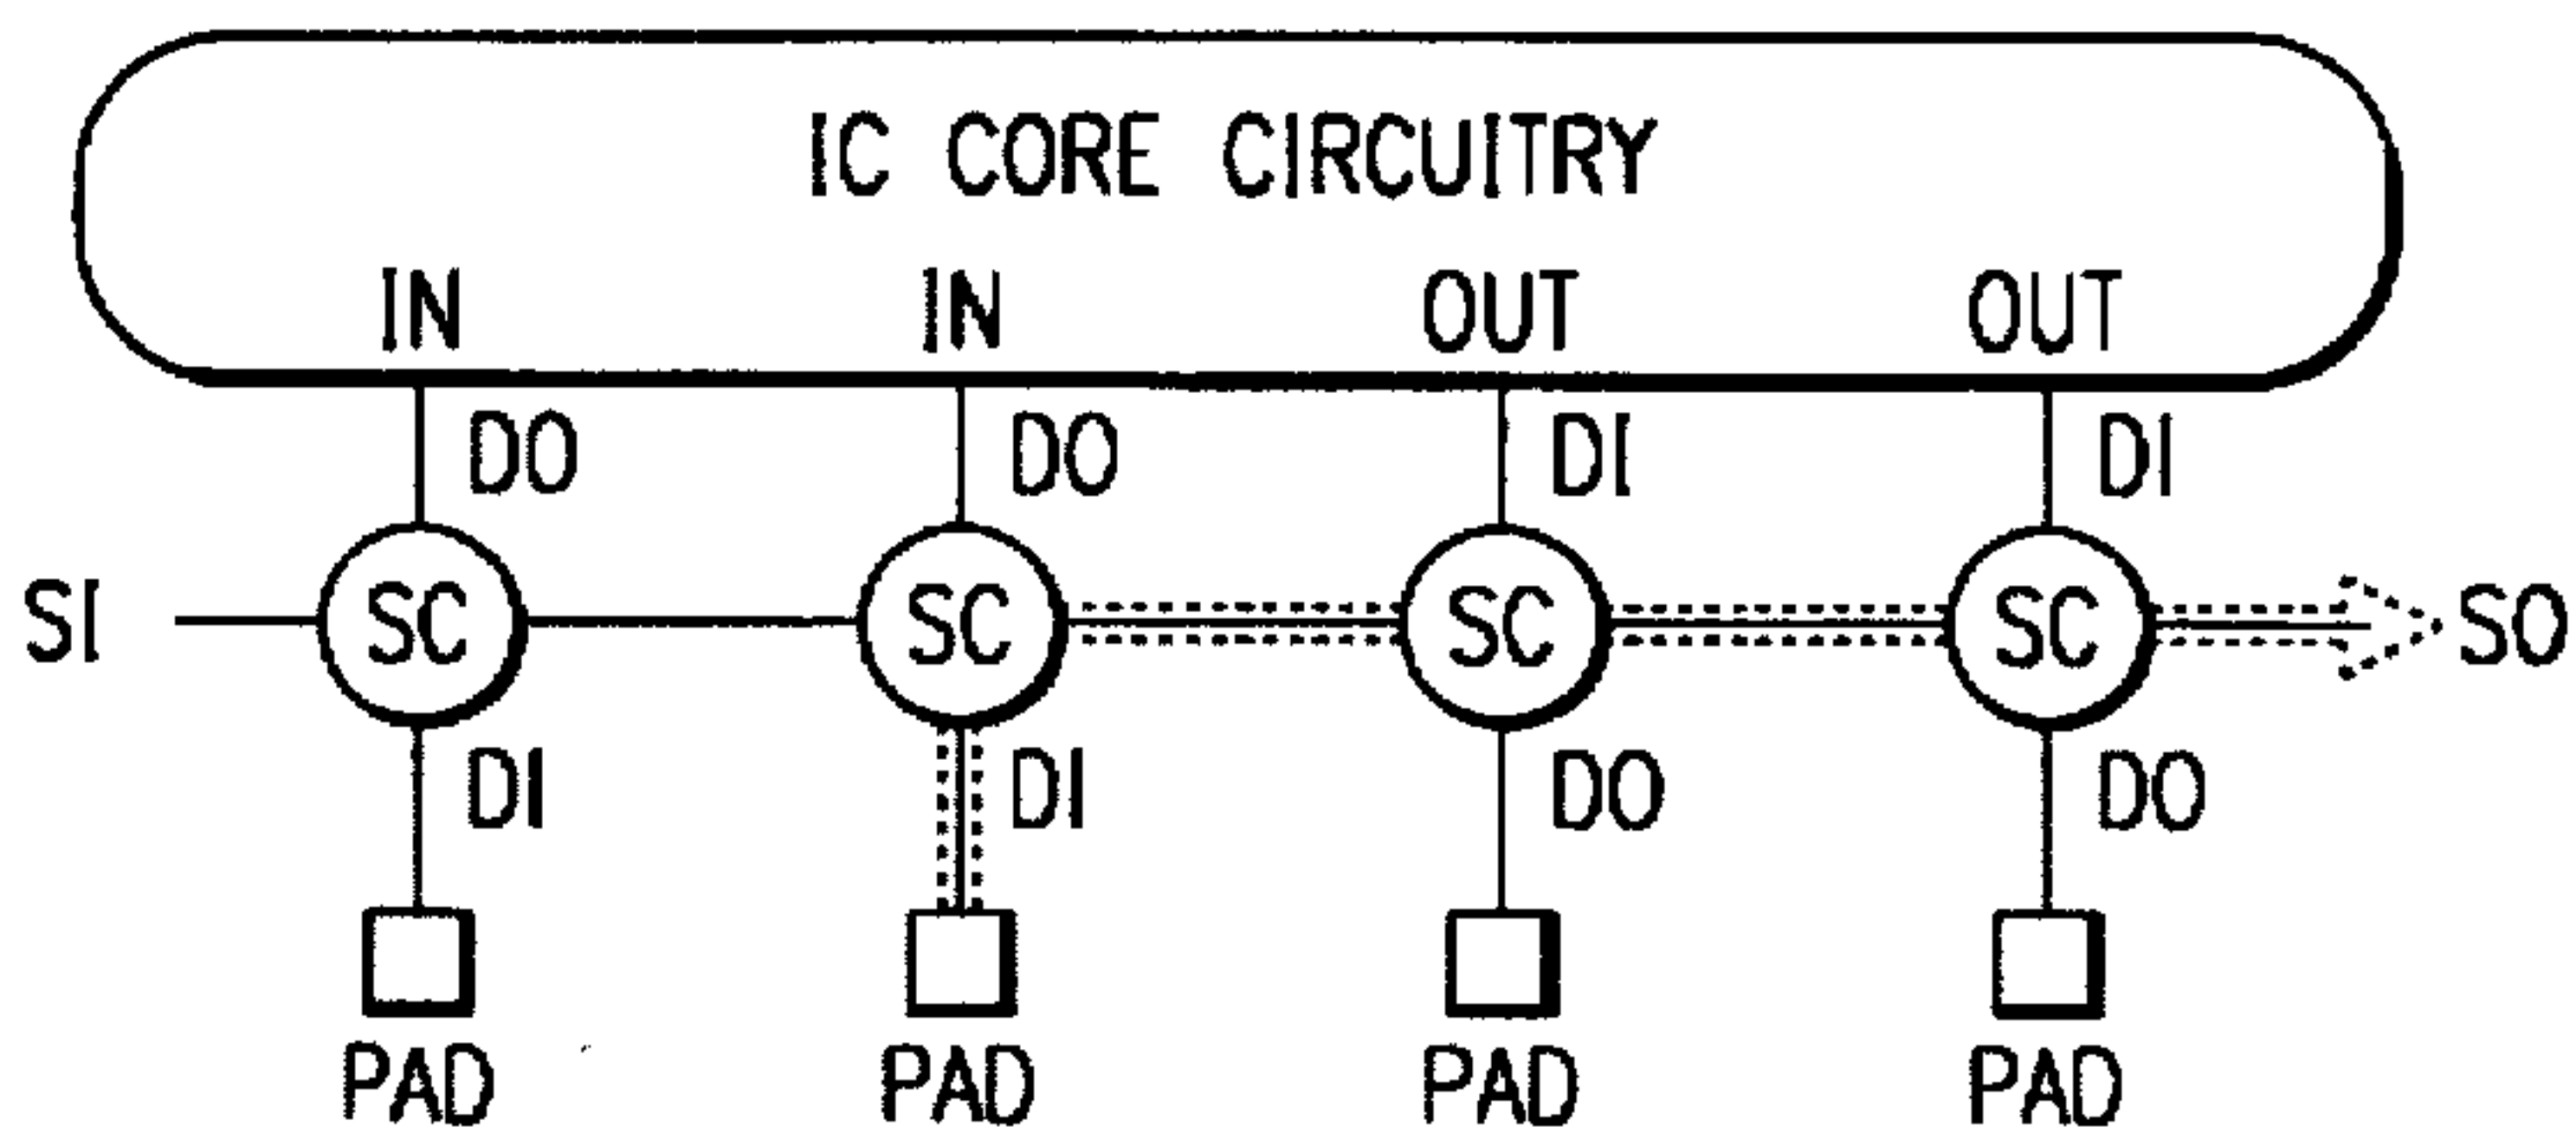 IC CORE CIRCUITRY
IN IN OUT OUT
DO DO DI DI
SI SC SC SC SC SO
DI DI DO DO
PAD PAD PAD PAD